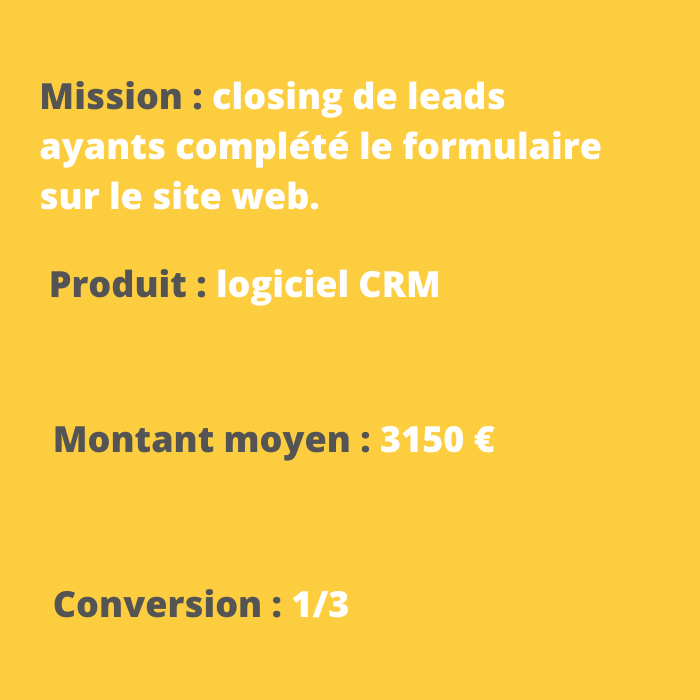 Mission : closing de leads
ayants complété le formulaire
sur le site web.
Produit : logiciel CRM
Montant moyen : 3150 €
Conversion : 1/3